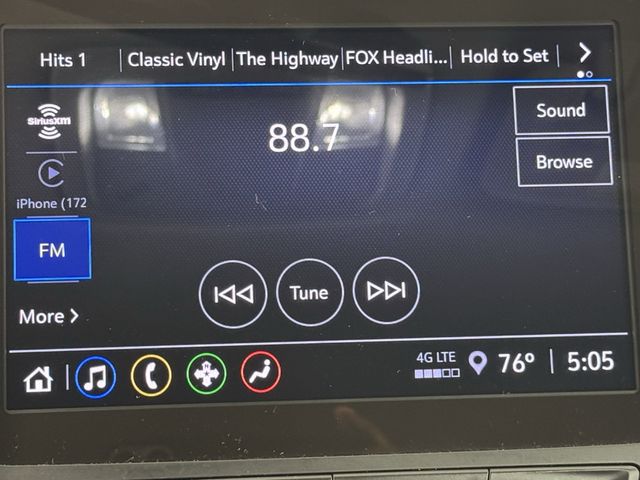 Hits 1 Classic Vinyl The Highway FOX Headli... Hold to Set
SiriusXM
88.7
Sound
Browse
iPhone (172
FM
Tune
More
4G LTE
76° 5:05